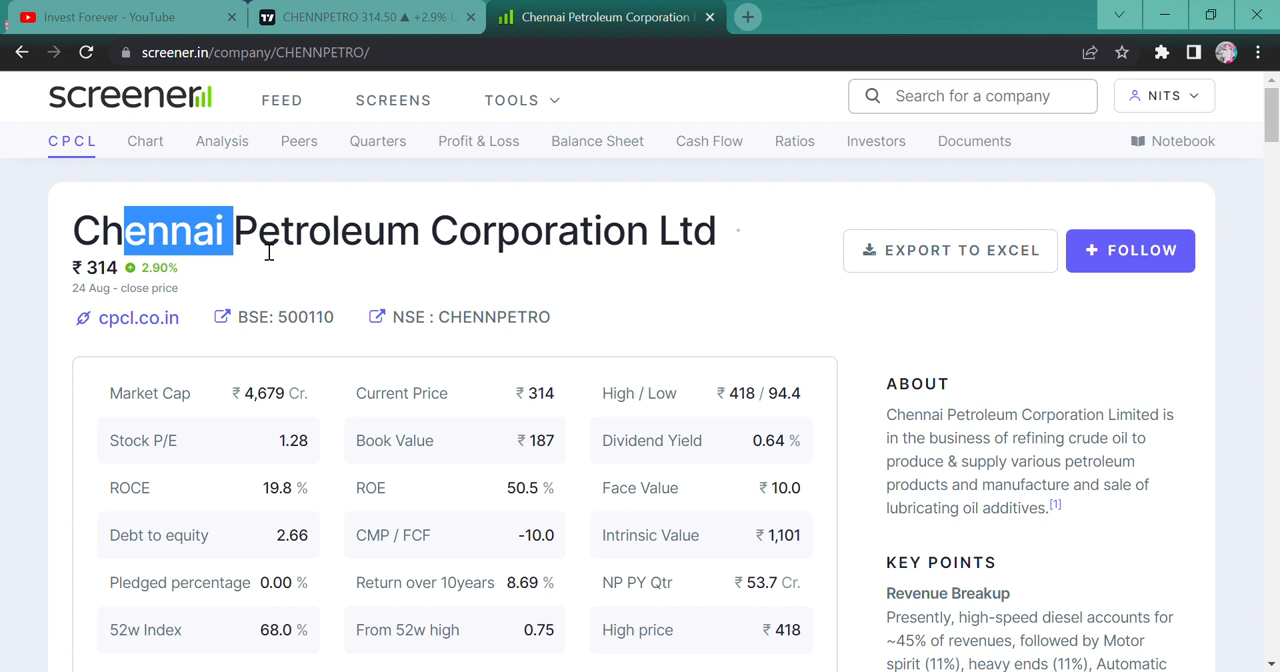 Invest Forever - YouTube
CHENNPETRO 314.50 ▲ +2.9%
Chennai Petroleum Corporation
screener.in/company/CHENNPETRO/
screener
FEED SCREENS TOOLS
Search for a company
NITS
CPCL Chart Analysis Peers Quarters Profit & Loss Balance Sheet Cash Flow Ratios Investors Documents Notebook
Chennai Petroleum Corporation Ltd
EXPORT TO EXCEL
+ FOLLOW
₹ 314 2.90%
24 Aug - close price
cpcl.co.in BSE: 500110 NSE : CHENNPETRO
Market Cap ₹ 4,679 Cr. Current Price ₹ 314 High / Low ₹ 418 / 94.4
Stock P/E 1.28 Book Value ₹ 187 Dividend Yield 0.64 %
ROCE 19.8 % ROE 50.5 % Face Value ₹ 10.0
Debt to equity 2.66 CMP / FCF -10.0 Intrinsic Value ₹ 1,101
Pledged percentage 0.00 % Return over 10years 8.69 % NP PY Qtr ₹ 53.7 Cr.
52w Index 68.0 % From 52w high 0.75 High price ₹ 418
ABOUT
Chennai Petroleum Corporation Limited is
in the business of refining crude oil to
produce & supply various petroleum
products and manufacture and sale of
lubricating oil additives.[1]
KEY POINTS
Revenue Breakup
Presently, high-speed diesel accounts for
~45% of revenues, followed by Motor
spirit (11%), heavy ends (11%), Automatic